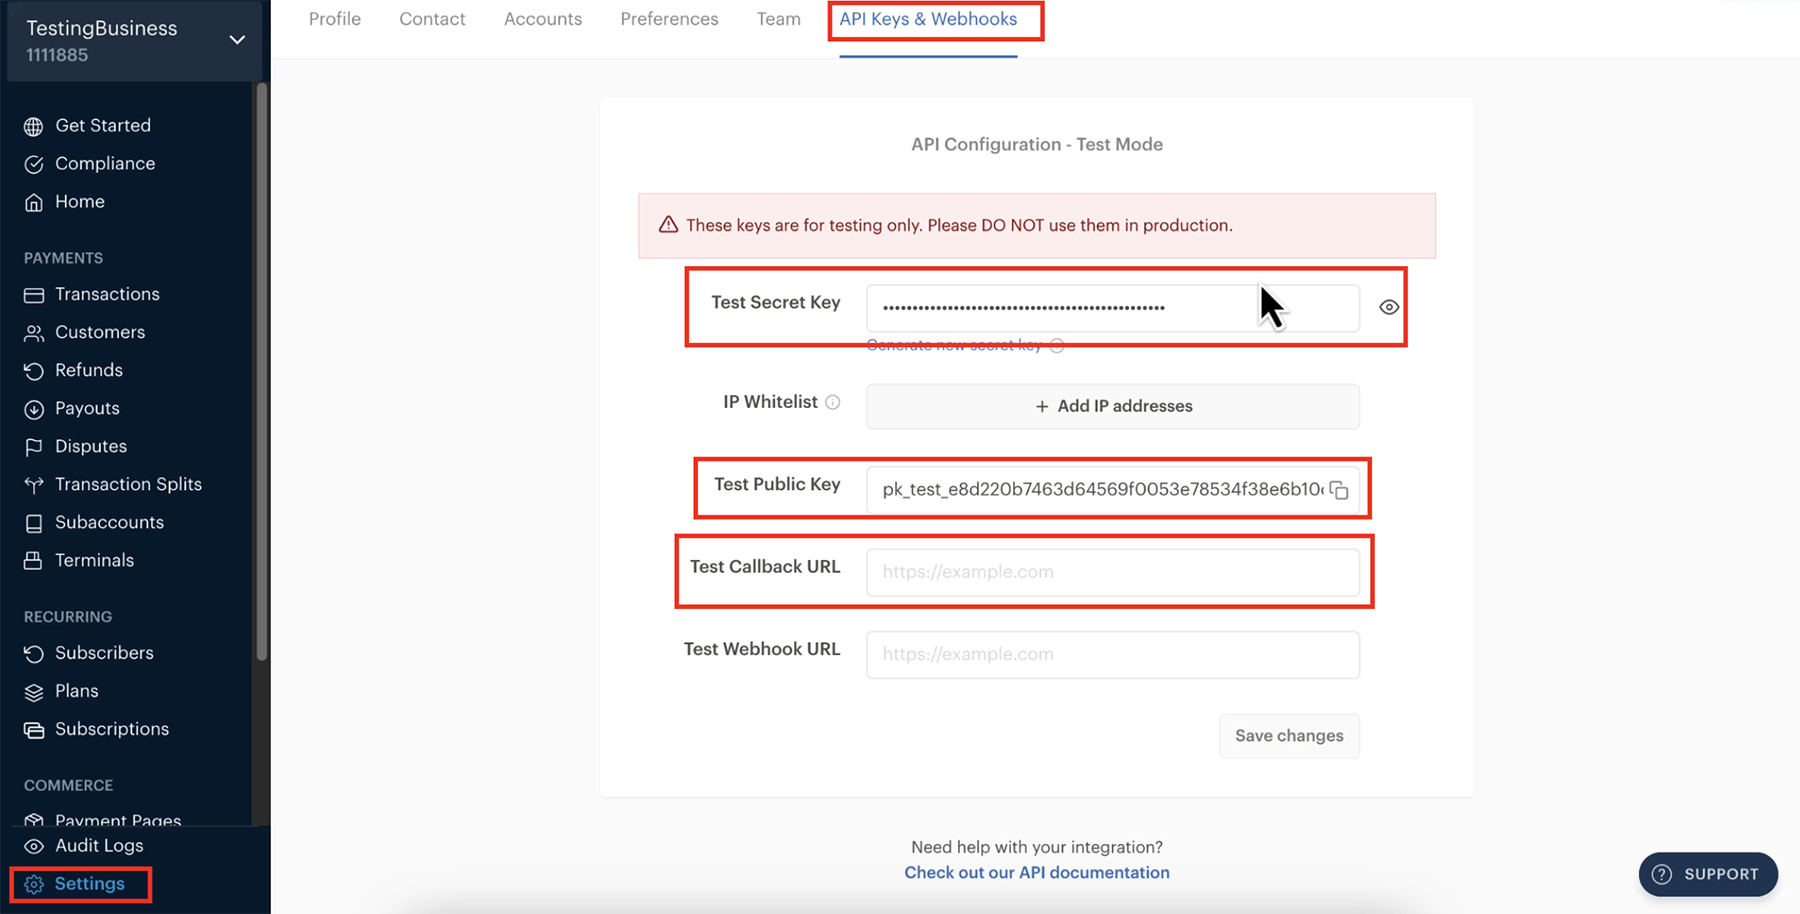 TestingBusiness
1111885
Get Started
Compliance
Home
PAYMENTS
Transactions
Customers
Refunds
Payouts
Disputes
Transaction Splits
Subaccounts
Terminals
RECURRING
Subscribers
Plans
Subscriptions
COMMERCE
Payment Pages
Audit Logs
Settings
Profile Contact Accounts Preferences Team API Keys & Webhooks
API Configuration - Test Mode
These keys are for testing only. Please DO NOT use them in production.
Test Secret Key ••••••••••••••••••••••••••••••••••••••••••••••••
Generate new secret key
IP Whitelist + Add IP addresses
Test Public Key pk_test_e8d220b7463d64569f0053e78534f38e6b10
Test Callback URL https://example.com
Test Webhook URL https://example.com
Save changes
Need help with your integration?
Check out our API documentation
SUPPORT